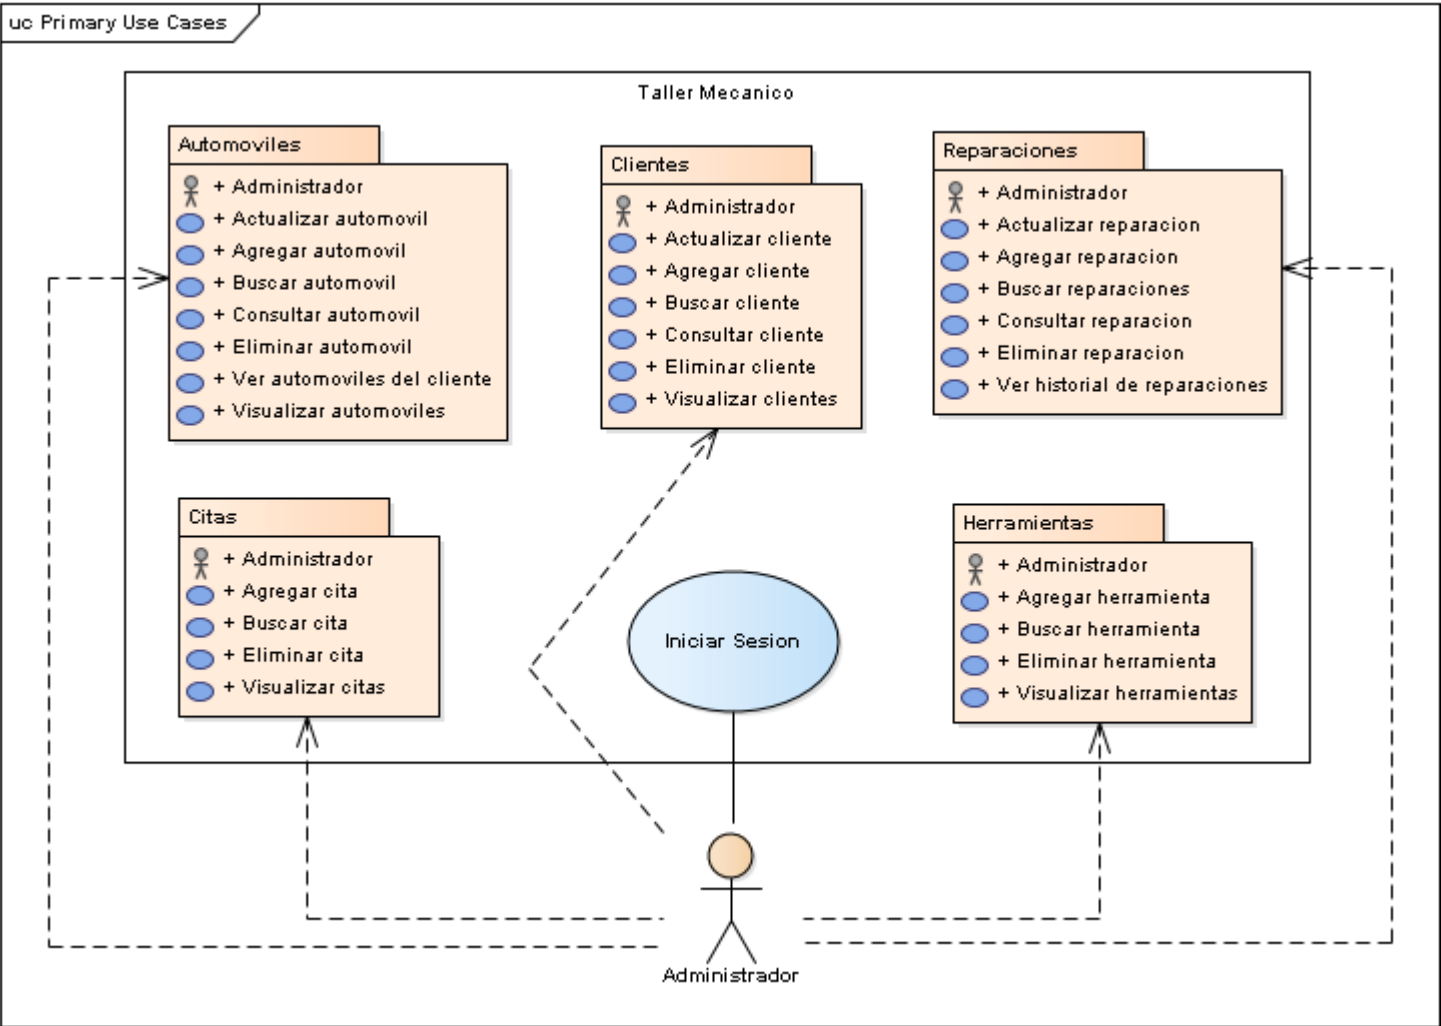 uc Primary Use Cases
Taller Mecanico
Automoviles
+ Administrador
+ Actualizar automovil
+ Agregar automovil
+ Buscar automovil
+ Consultar automovil
+ Eliminar automovil
+ Ver automoviles del cliente
+ Visualizar automoviles
Clientes
+ Administrador
+ Actualizar cliente
+ Agregar cliente
+ Buscar cliente
+ Consultar cliente
+ Eliminar cliente
+ Visualizar clientes
Reparaciones
+ Administrador
+ Actualizar reparacion
+ Agregar reparacion
+ Buscar reparaciones
+ Consultar reparacion
+ Eliminar reparacion
+ Ver historial de reparaciones
Citas
+ Administrador
+ Agregar cita
+ Buscar cita
+ Eliminar cita
+ Visualizar citas
Iniciar Sesion
Herramientas
+ Administrador
+ Agregar herramienta
+ Buscar herramienta
+ Eliminar herramienta
+ Visualizar herramientas
Administrador